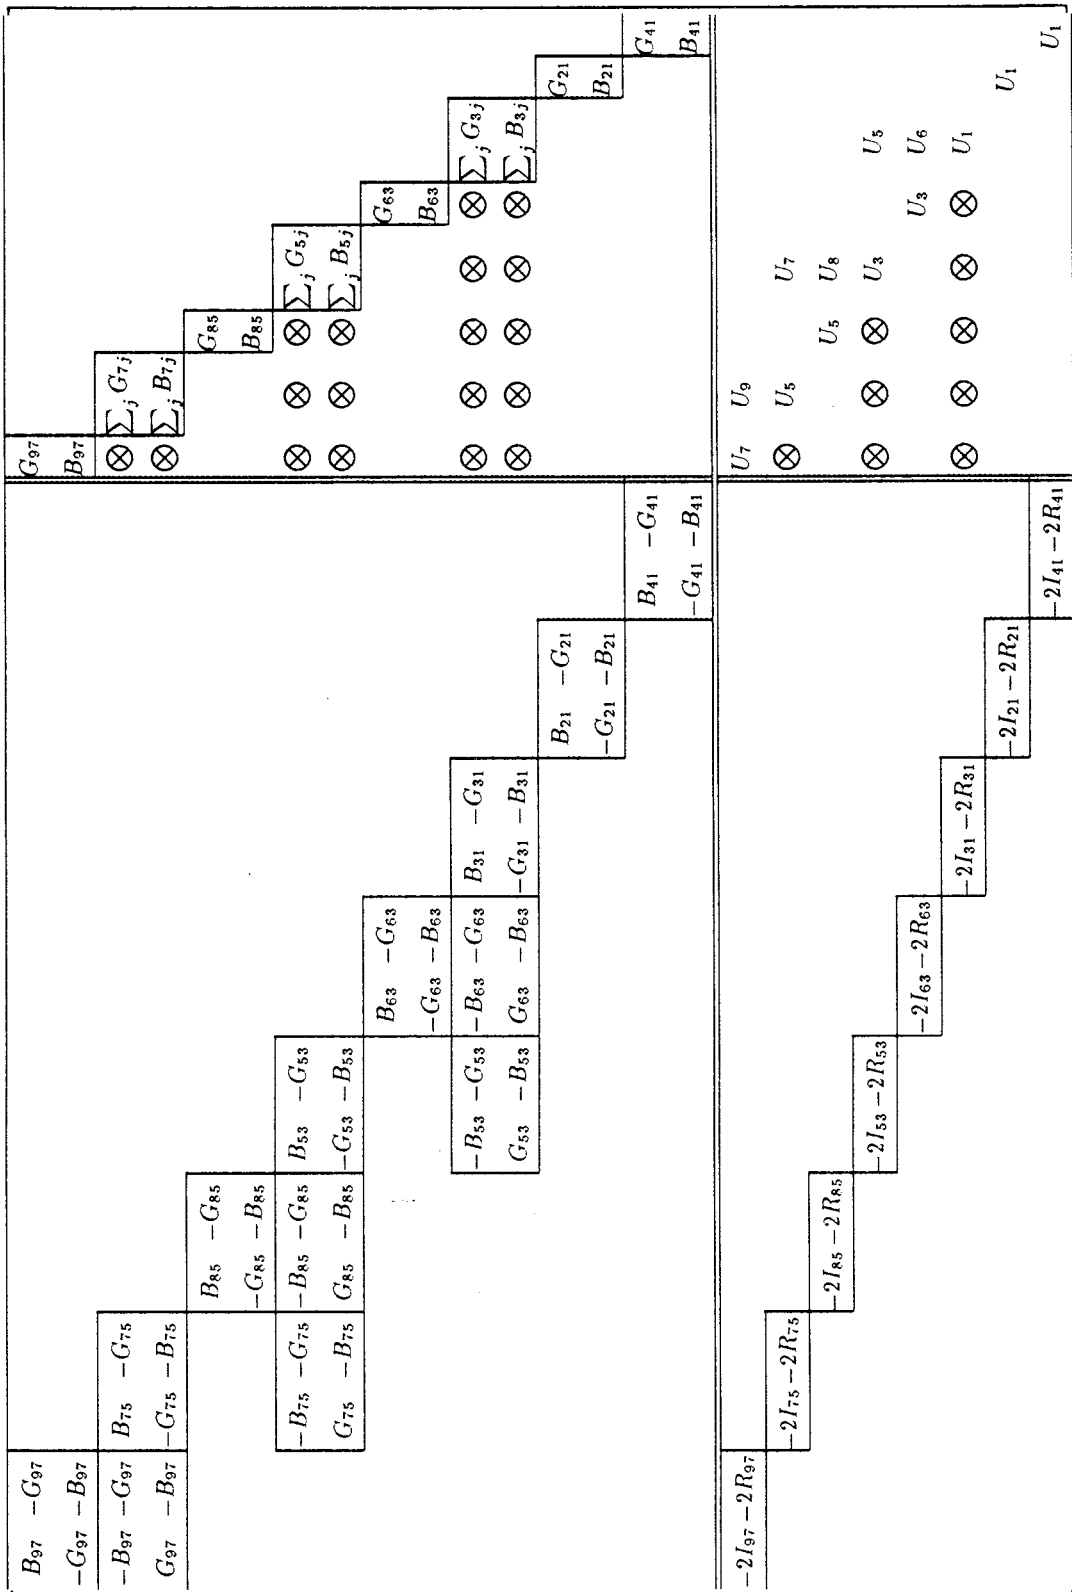 B₉₇ −G₉₇ G₉₇
−G₉₇ −B₉₇ B₉₇
−B₉₇ −G₉₇ B₇₅ −G₇₅ ⊗ ∑ⱼ G₇ⱼ
G₉₇ −B₉₇ −G₇₅ −B₇₅ ⊗ ∑ⱼ B₇ⱼ
B₈₅ −G₈₅ G₈₅
−G₈₅ −B₈₅ B₈₅
−B₇₅ −G₇₅ −B₈₅ −G₈₅ B₅₃ −G₅₃ ⊗ ⊗ ⊗ ∑ⱼ G₅ⱼ
G₇₅ −B₇₅ G₈₅ −B₈₅ −G₅₃ −B₅₃ ⊗ ⊗ ⊗ ∑ⱼ B₅ⱼ
B₆₃ −G₆₃ G₆₃
−G₆₃ −B₆₃ B₆₃
−B₅₃ −G₅₃ −B₆₃ −G₆₃ B₃₁ −G₃₁ ⊗ ⊗ ⊗ ⊗ ⊗ ∑ⱼ G₃ⱼ
G₅₃ −B₅₃ G₆₃ −B₆₃ −G₃₁ −B₃₁ ⊗ ⊗ ⊗ ⊗ ⊗ ∑ⱼ B₃ⱼ
B₂₁ −G₂₁ G₂₁
−G₂₁ −B₂₁ B₂₁
B₄₁ −G₄₁ G₄₁
−G₄₁ −B₄₁ B₄₁
−2I₉₇ −2R₉₇ U₇ U₉
−2I₇₅ −2R₇₅ ⊗ U₅ U₇
−2I₈₅ −2R₈₅ U₅ U₈
−2I₅₃ −2R₅₃ ⊗ ⊗ ⊗ U₃ U₅
−2I₆₃ −2R₆₃ U₃ U₆
−2I₃₁ −2R₃₁ ⊗ ⊗ ⊗ ⊗ ⊗ U₁
−2I₂₁ −2R₂₁ U₁
−2I₄₁ −2R₄₁ U₁